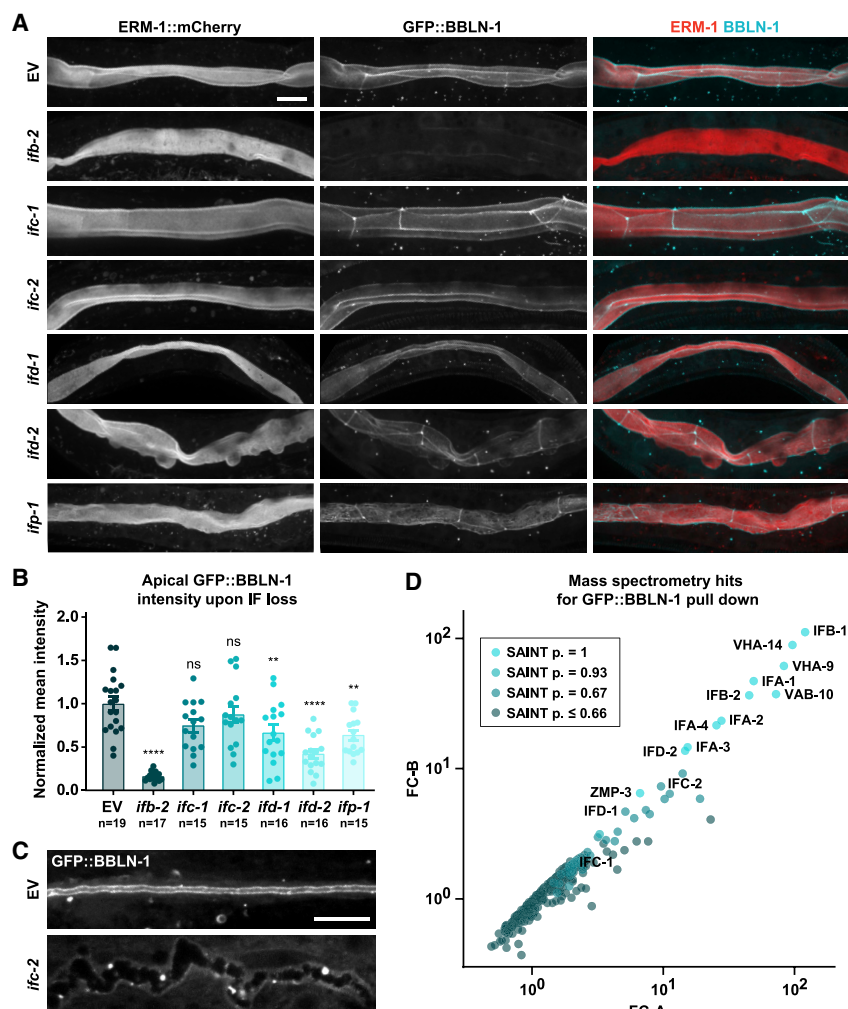 A
ERM-1::mCherry
GFP::BBLN-1
ERM-1 BBLN-1
EV
ifb-2
ifc-1
ifc-2
ifd-1
ifd-2
ifp-1
B
Apical GFP::BBLN-1
intensity upon IF loss
Normalized mean intensity
2.0
1.5
1.0
0.5
0.0
****
ns
ns
**
****
**
EV ifb-2 ifc-1 ifc-2 ifd-1 ifd-2 ifp-1
n=19 n=17 n=15 n=15 n=16 n=16 n=15
C
GFP::BBLN-1
EV
ifc-2
D
Mass spectrometry hits
for GFP::BBLN-1 pull down
SAINT p. = 1
SAINT p. = 0.93
SAINT p. = 0.67
SAINT p. ≤ 0.66
IFB-1
VHA-14
VHA-9
IFA-1
IFB-2
VAB-10
IFA-2
IFA-4
IFA-3
IFD-2
IFC-2
ZMP-3
IFD-1
IFC-1
FC-B
10²
10¹
10⁰
10⁰ 10¹ 10²
FC-A